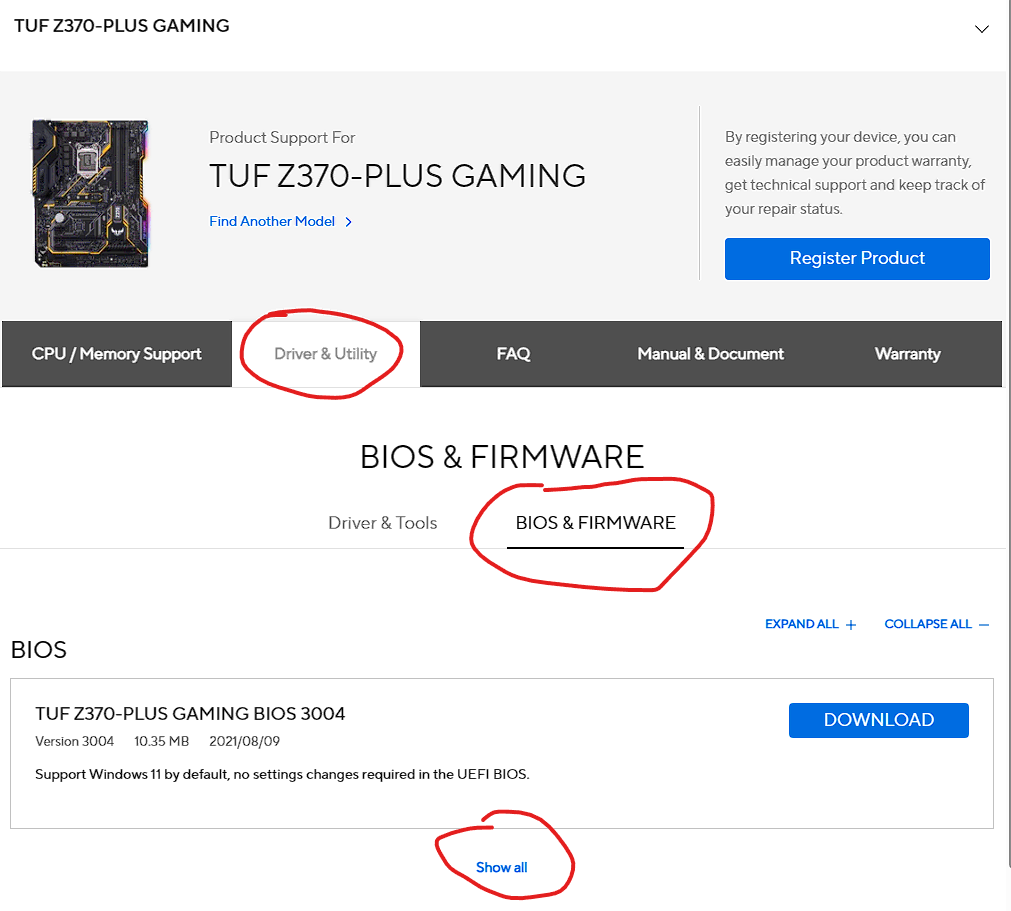 TUF Z370-PLUS GAMING
Product Support For
TUF Z370-PLUS GAMING
Find Another Model >
By registering your device, you can
easily manage your product warranty,
get technical support and keep track of
your repair status.
Register Product
CPU / Memory Support
Driver & Utility
FAQ
Manual & Document
Warranty
BIOS & FIRMWARE
Driver & Tools
BIOS & FIRMWARE
EXPAND ALL +
COLLAPSE ALL −
BIOS
TUF Z370-PLUS GAMING BIOS 3004
DOWNLOAD
Version 3004 10.35 MB 2021/08/09
Support Windows 11 by default, no settings changes required in the UEFI BIOS.
Show all